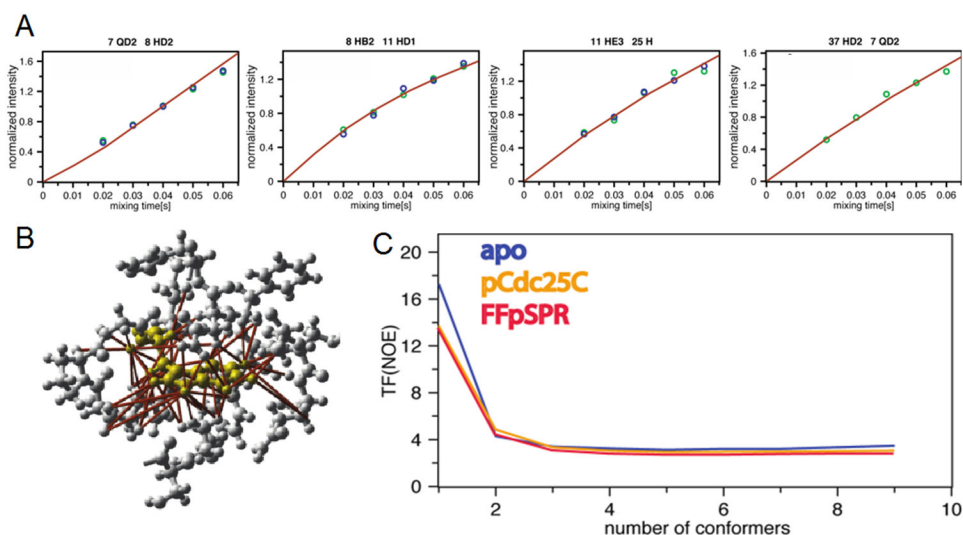 A
7 QD2 8 HD2
8 HB2 11 HD1
11 HE3 25 H
37 HD2 7 QD2
normalized intensity
1.6
1.2
0.8
0.4
0
0 0.01 0.02 0.03 0.04 0.05 0.06
mixing time[s]
normalized intensity
1.2
0.8
0.4
0
0 0.01 0.02 0.03 0.04 0.05 0.06
mixing time[s]
normalized intensity
1.6
1.2
0.8
0.4
0
0 0.01 0.02 0.03 0.04 0.05 0.06
mixing time[s]
normalized intensity
1.6
1.2
0.8
0.4
0
0 0.01 0.02 0.03 0.04 0.05 0.06
mixing time[s]
B
C
apo
pCdc25C
FFpSPR
TF(NOE)
20
16
12
8
4
0
2 4 6 8 10
number of conformers